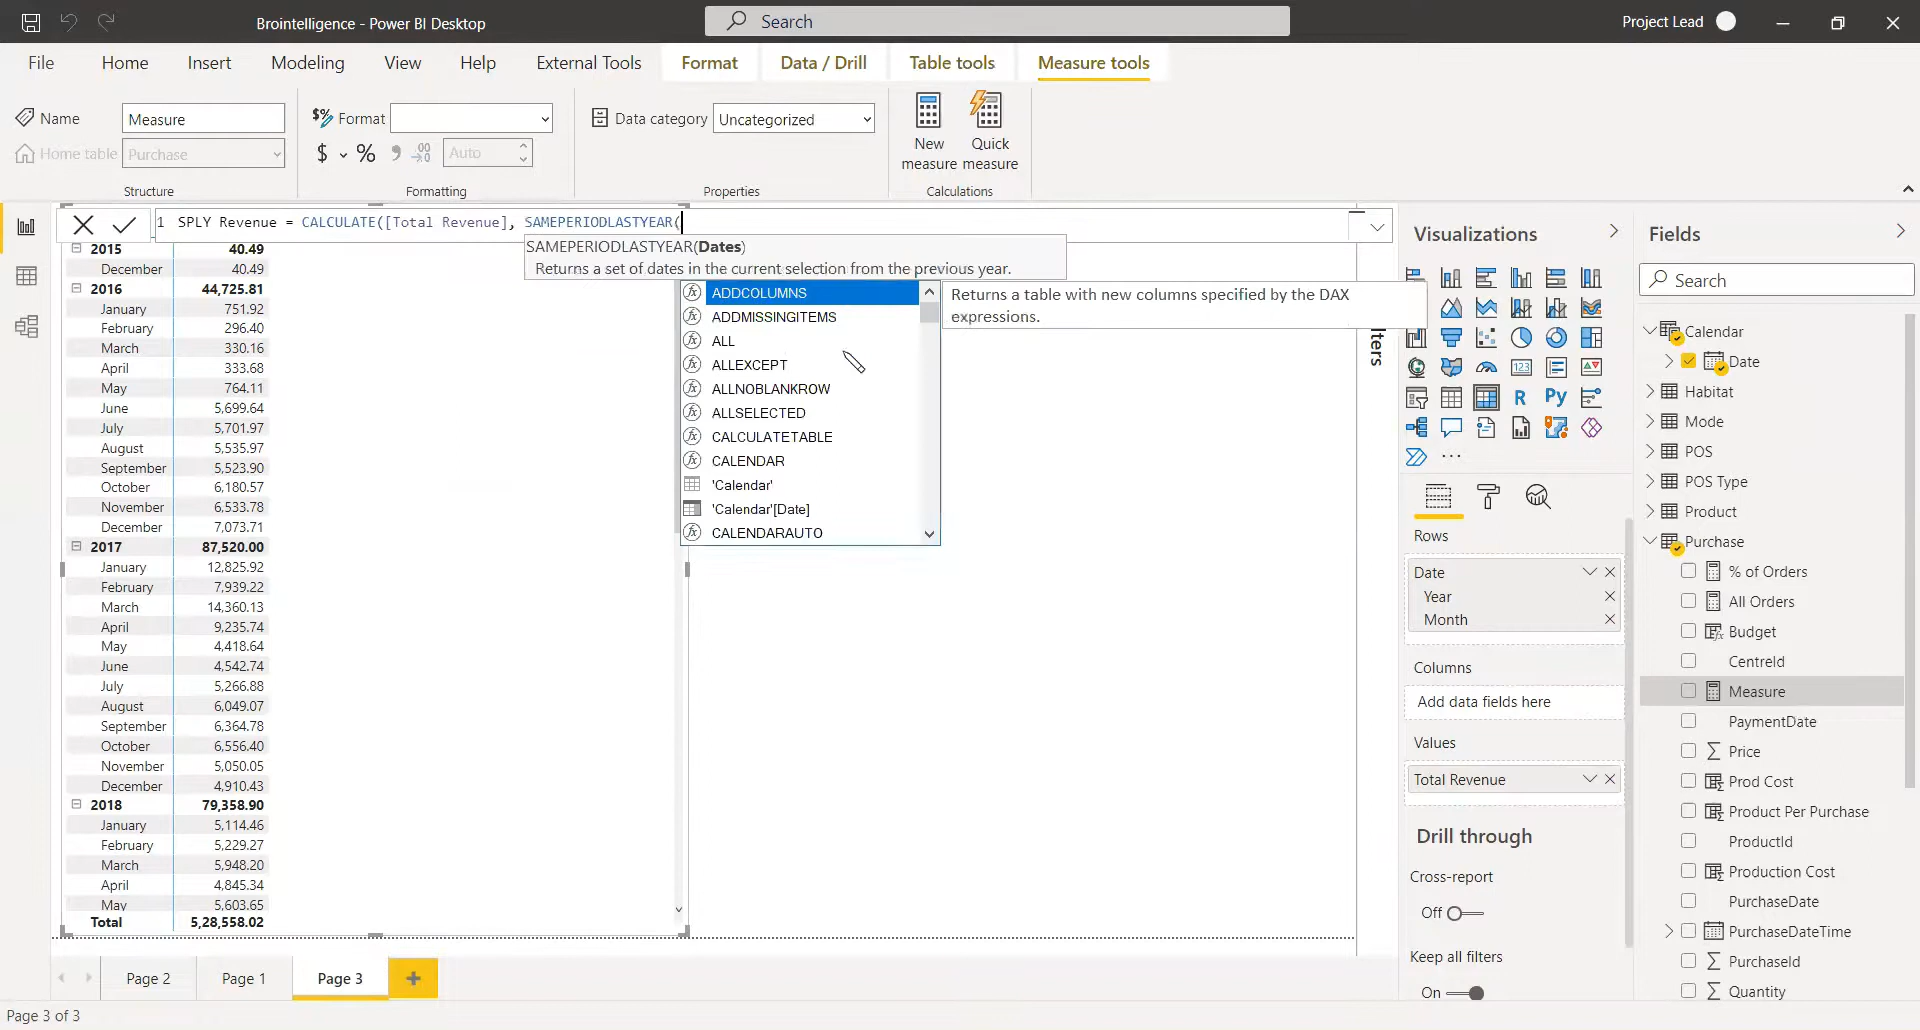 Brointelligence - Power BI Desktop
Search
Project Lead
File Home Insert Modeling View Help External Tools Format Data / Drill Table tools Measure tools
Name Measure
Home table Purchase
Structure
Format
$ % 9 .00 Auto
Formatting
Data category Uncategorized
Properties
New measure
Quick measure
Calculations
1 SPLY Revenue = CALCULATE([Total Revenue], SAMEPERIODLASTYEAR(
SAMEPERIODLASTYEAR(Dates)
Returns a set of dates in the current selection from the previous year.
ADDCOLUMNS
ADDMISSINGITEMS
ALL
ALLEXCEPT
ALLNOBLANKROW
ALLSELECTED
CALCULATETABLE
CALENDAR
'Calendar'
'Calendar'[Date]
CALENDARAUTO
Returns a table with new columns specified by the DAX
expressions.
2015 40.49
December 40.49
2016 44,725.81
January 751.92
February 296.40
March 330.16
April 333.68
May 764.11
June 5,699.64
July 5,701.97
August 5,535.97
September 5,523.90
October 6,180.57
November 6,533.78
December 7,073.71
2017 87,520.00
January 12,825.92
February 7,939.22
March 14,360.13
April 9,235.74
May 4,418.64
June 4,542.74
July 5,266.88
August 6,049.07
September 6,364.78
October 6,556.40
November 5,050.05
December 4,910.43
2018 79,358.90
January 5,114.46
February 5,229.27
March 5,948.20
April 4,845.34
May 5,603.65
Total 5,28,558.02
lters
Visualizations
123
R Py
...
Rows
Date
Year
Month
Columns
Add data fields here
Values
Total Revenue
Drill through
Cross-report
Off
Keep all filters
On
Fields
Search
Calendar
Date
Habitat
Mode
POS
POS Type
Product
Purchase
% of Orders
All Orders
Budget
CentreId
Measure
PaymentDate
Price
Prod Cost
Product Per Purchase
ProductId
Production Cost
PurchaseDate
PurchaseDateTime
PurchaseId
Quantity
Page 2 Page 1 Page 3 +
Page 3 of 3